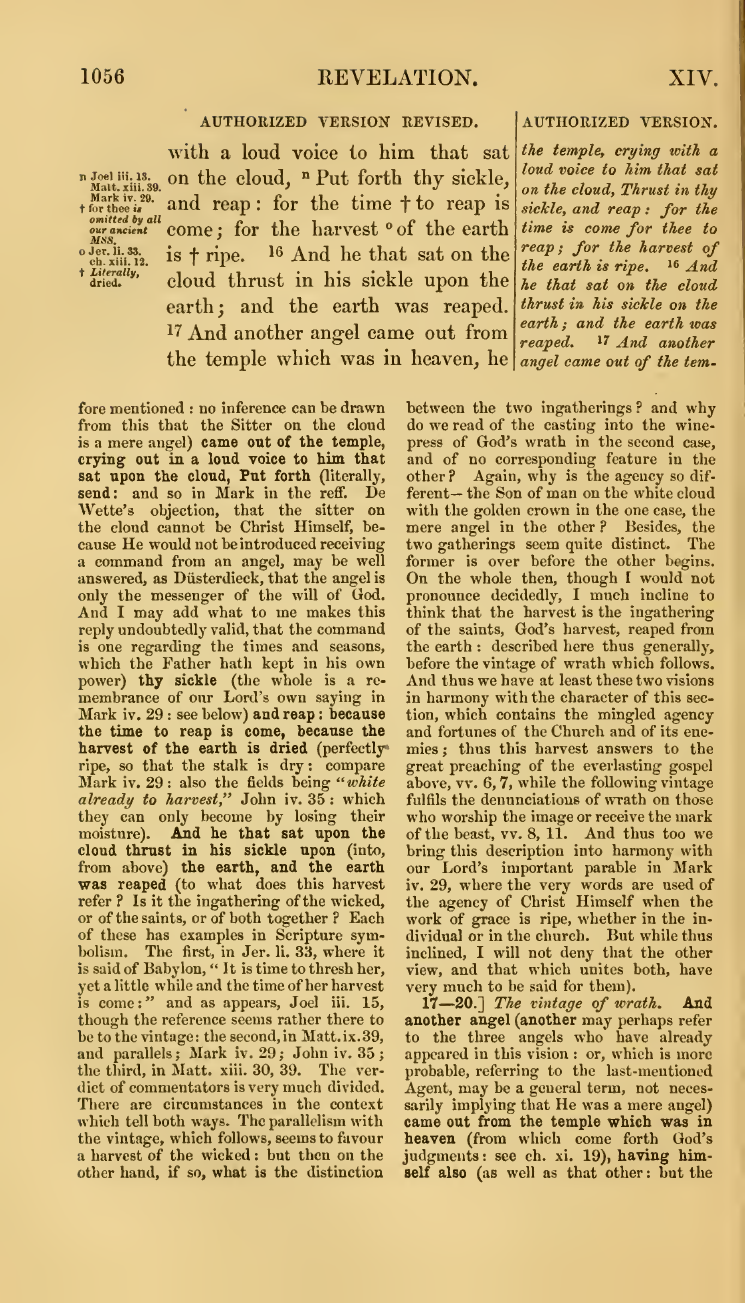 1056 REVELATION. XIV.
AUTHORIZED VERSION REVISED.
with a loud voice to him that sat
on the cloud, ⁿ Put forth thy sickle,
and reap : for the time † to reap is
come ; for the harvest ᵒ of the earth
is † ripe. ¹⁶ And he that sat on the
cloud thrust in his sickle upon the
earth ; and the earth was reaped.
¹⁷ And another angel came out from
the temple which was in heaven, he
n Joel iii. 13.
Matt. xiii. 39.
Mark iv. 29.
† for thee is
omitted by all
our ancient
MSS.
o Jer. li. 33.
ch. xiii. 12.
† Literally,
dried.
AUTHORIZED VERSION.
the temple, crying with a
loud voice to him that sat
on the cloud, Thrust in thy
sickle, and reap : for the
time is come for thee to
reap ; for the harvest of
the earth is ripe. ¹⁶ And
he that sat on the cloud
thrust in his sickle on the
earth ; and the earth was
reaped. ¹⁷ And another
angel came out of the tem-
fore mentioned : no inference can be drawn
from this that the Sitter on the cloud
is a mere angel) came out of the temple,
crying out in a loud voice to him that
sat upon the cloud, Put forth (literally,
send: and so in Mark in the reff. De
Wette's objection, that the sitter on
the cloud cannot be Christ Himself, be-
cause He would not be introduced receiving
a command from an angel, may be well
answered, as Düsterdieck, that the angel is
only the messenger of the will of God.
And I may add what to me makes this
reply undoubtedly valid, that the command
is one regarding the times and seasons,
which the Father hath kept in his own
power) thy sickle (the whole is a re-
membrance of our Lord's own saying in
Mark iv. 29 : see below) and reap : because
the time to reap is come, because the
harvest of the earth is dried (perfectly
ripe, so that the stalk is dry : compare
Mark iv. 29 : also the fields being "white
already to harvest," John iv. 35 : which
they can only become by losing their
moisture). And he that sat upon the
cloud thrust in his sickle upon (into,
from above) the earth, and the earth
was reaped (to what does this harvest
refer ? Is it the ingathering of the wicked,
or of the saints, or of both together ? Each
of these has examples in Scripture sym-
bolism. The first, in Jer. li. 33, where it
is said of Babylon, " It is time to thresh her,
yet a little while and the time of her harvest
is come :" and as appears, Joel iii. 15,
though the reference seems rather there to
be to the vintage: the second, in Matt. ix. 39,
and parallels ; Mark iv. 29 ; John iv. 35 ;
the third, in Matt. xiii. 30, 39. The ver-
dict of commentators is very much divided.
There are circumstances in the context
which tell both ways. The parallelism with
the vintage, which follows, seems to favour
a harvest of the wicked : but then on the
other hand, if so, what is the distinction
between the two ingatherings ? and why
do we read of the casting into the wine-
press of God's wrath in the second case,
and of no corresponding feature in the
other ? Again, why is the agency so dif-
ferent— the Son of man on the white cloud
with the golden crown in the one case, the
mere angel in the other ? Besides, the
two gatherings seem quite distinct. The
former is over before the other begins.
On the whole then, though I would not
pronounce decidedly, I much incline to
think that the harvest is the ingathering
of the saints, God's harvest, reaped from
the earth : described here thus generally,
before the vintage of wrath which follows.
And thus we have at least these two visions
in harmony with the character of this sec-
tion, which contains the mingled agency
and fortunes of the Church and of its ene-
mies ; thus this harvest answers to the
great preaching of the everlasting gospel
above, vv. 6, 7, while the following vintage
fulfils the denunciations of wrath on those
who worship the image or receive the mark
of the beast, vv. 8, 11. And thus too we
bring this description into harmony with
our Lord's important parable in Mark
iv. 29, where the very words are used of
the agency of Christ Himself when the
work of grace is ripe, whether in the in-
dividual or in the church. But while thus
inclined, I will not deny that the other
view, and that which unites both, have
very much to be said for them).
17—20.] The vintage of wrath. And
another angel (another may perhaps refer
to the three angels who have already
appeared in this vision : or, which is more
probable, referring to the last-mentioned
Agent, may be a general term, not neces-
sarily implying that He was a mere angel)
came out from the temple which was in
heaven (from which come forth God's
judgments : see ch. xi. 19), having him-
self also (as well as that other : but the